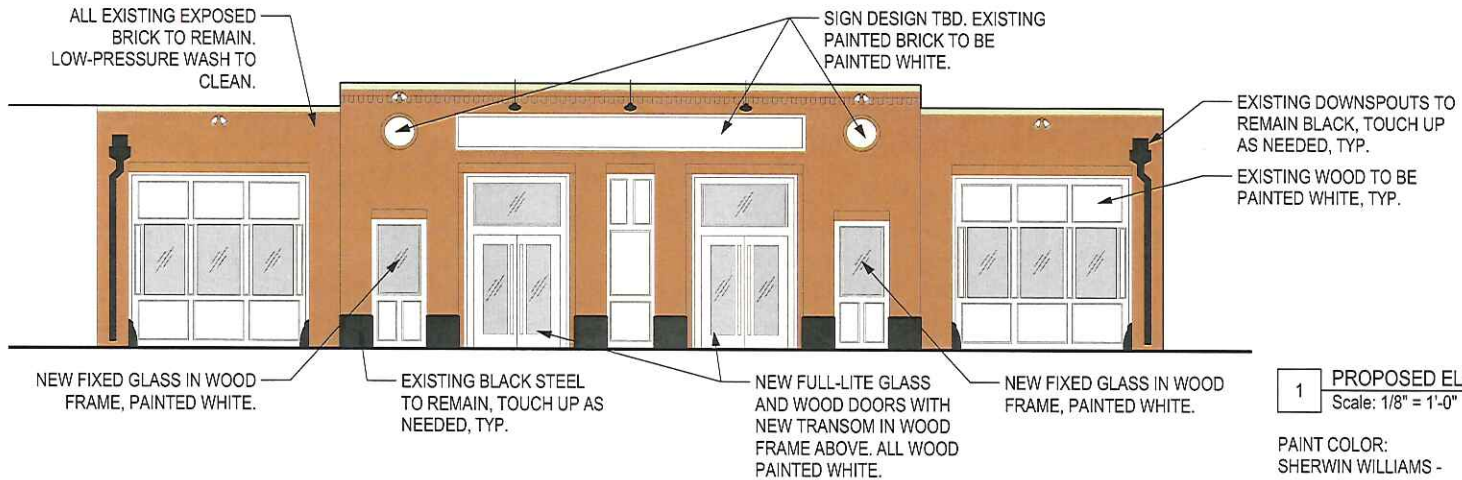 ALL EXISTING EXPOSED
BRICK TO REMAIN.
LOW-PRESSURE WASH TO
CLEAN.
SIGN DESIGN TBD. EXISTING
PAINTED BRICK TO BE
PAINTED WHITE.
EXISTING DOWNSPOUTS TO
REMAIN BLACK, TOUCH UP
AS NEEDED, TYP.
EXISTING WOOD TO BE
PAINTED WHITE, TYP.
NEW FIXED GLASS IN WOOD
FRAME, PAINTED WHITE.
EXISTING BLACK STEEL
TO REMAIN, TOUCH UP AS
NEEDED, TYP.
NEW FULL-LITE GLASS
AND WOOD DOORS WITH
NEW TRANSOM IN WOOD
FRAME ABOVE. ALL WOOD
PAINTED WHITE.
NEW FIXED GLASS IN WOOD
FRAME, PAINTED WHITE.
1 PROPOSED EL
Scale: 1/8" = 1'-0"
PAINT COLOR:
SHERWIN WILLIAMS -